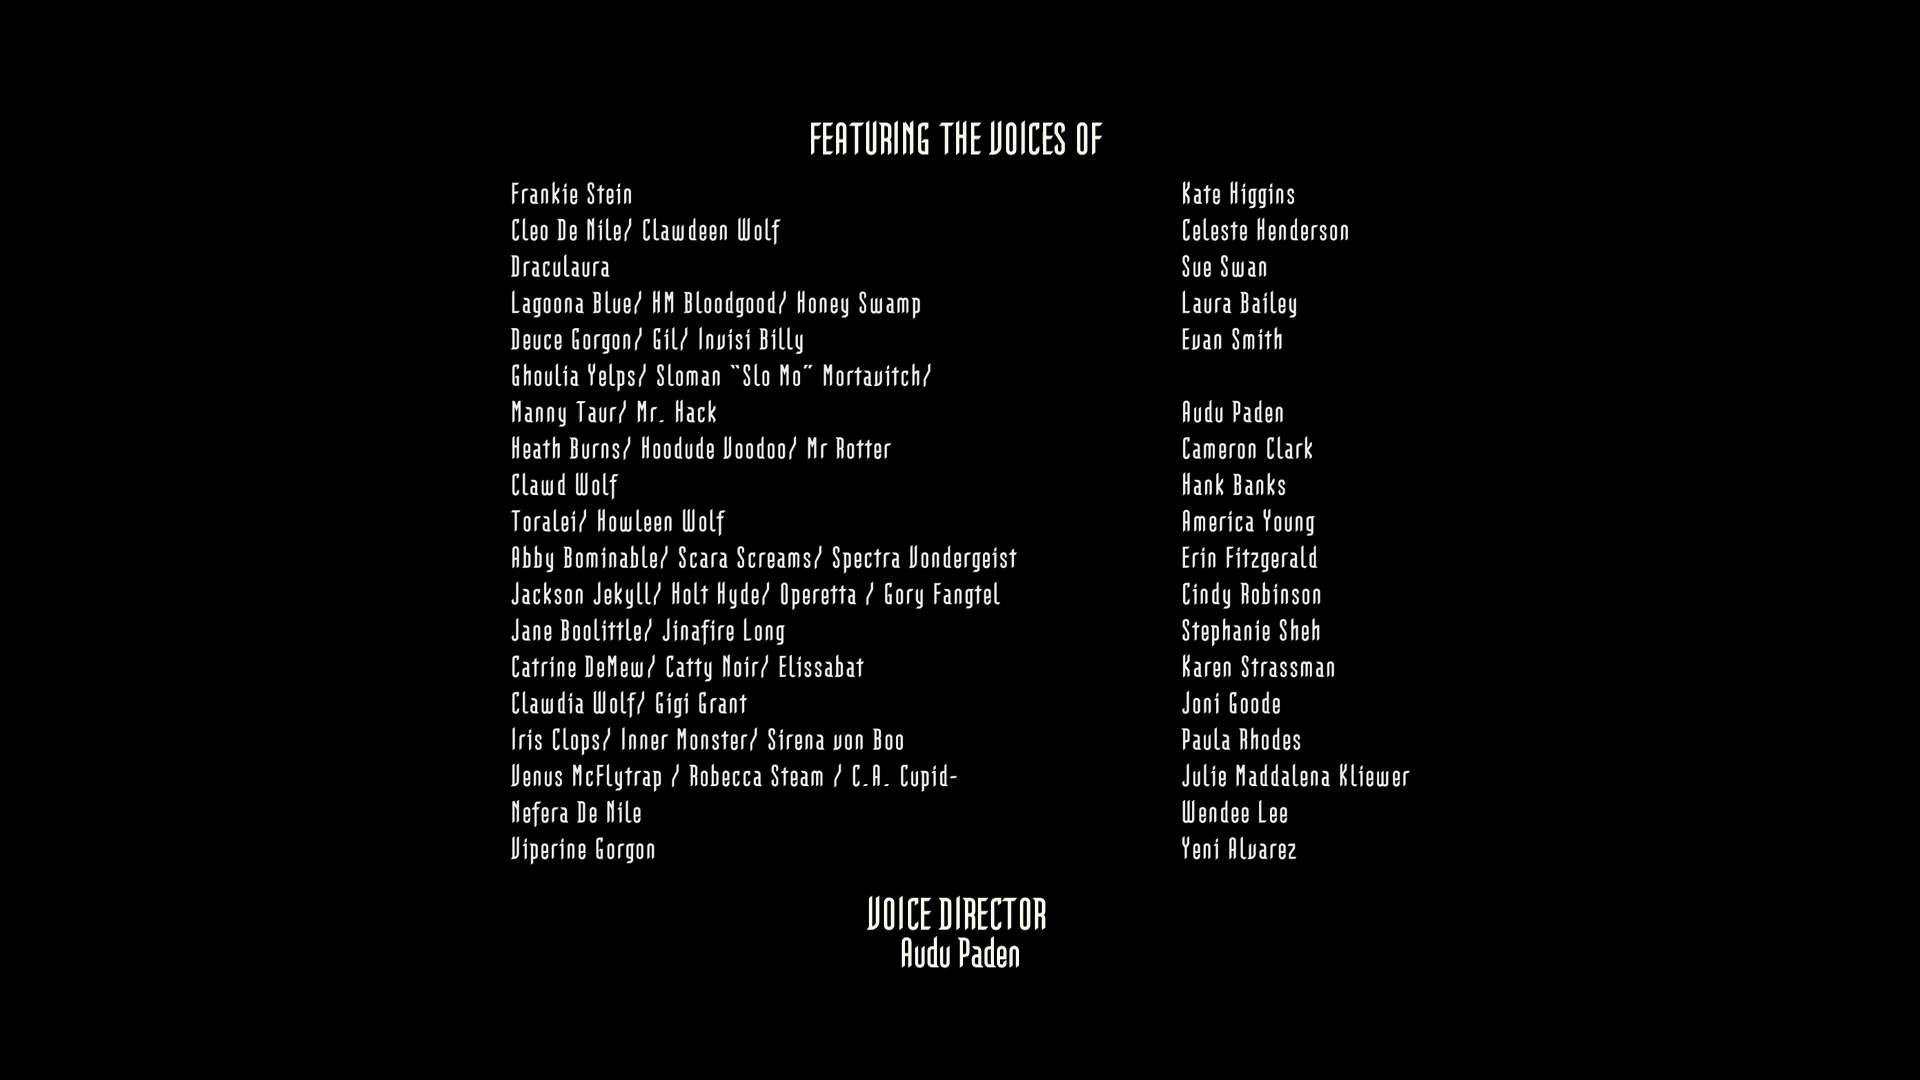 FEATURING THE VOICES OF
Frankie Stein Kate Higgins
Cleo De Nile/ Clawdeen Wolf Celeste Henderson
Draculaura Sue Swan
Lagoona Blue/ HM Bloodgood/ Honey Swamp Laura Bailey
Deuce Gorgon/ Gil/ Invisi Billy Evan Smith
Ghoulia Yelps/ Sloman "Slo Mo" Mortavitch/
Manny Taur/ Mr. Hack Audu Paden
Heath Burns/ Hoodude Voodoo/ Mr Rotter Cameron Clark
Clawd Wolf Hank Banks
Toralei/ Howleen Wolf America Young
Abby Bominable/ Scara Screams/ Spectra Vondergeist Erin Fitzgerald
Jackson Jekyll/ Holt Hyde/ Operetta / Gory Fangtel Cindy Robinson
Jane Boolittle/ Jinafire Long Stephanie Sheh
Catrine DeMew/ Catty Noir/ Elissabat Karen Strassman
Clawdia Wolf/ Gigi Grant Joni Goode
Iris Clops/ Inner Monster/ Sirena von Boo Paula Rhodes
Venus McFlytrap / Robecca Steam / C.A. Cupid- Julie Maddalena Kliewer
Nefera De Nile Wendee Lee
Viperine Gorgon Yeni Alvarez
VOICE DIRECTOR
Audu Paden